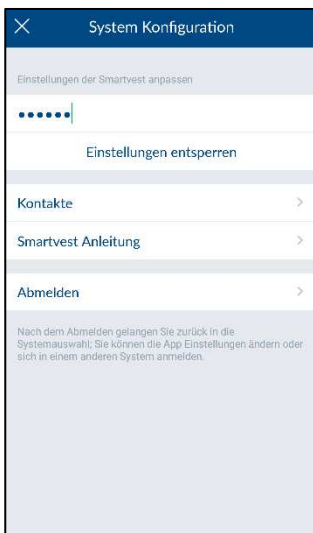 System Konfiguration
Einstellungen der Smartvest anpassen
••••••
Einstellungen entsperren
Kontakte
Smartvest Anleitung
Abmelden
Nach dem Abmelden gelangen Sie zurück in die
Systemauswahl; Sie können die App Einstellungen ändern oder
sich in einem anderen System anmelden.